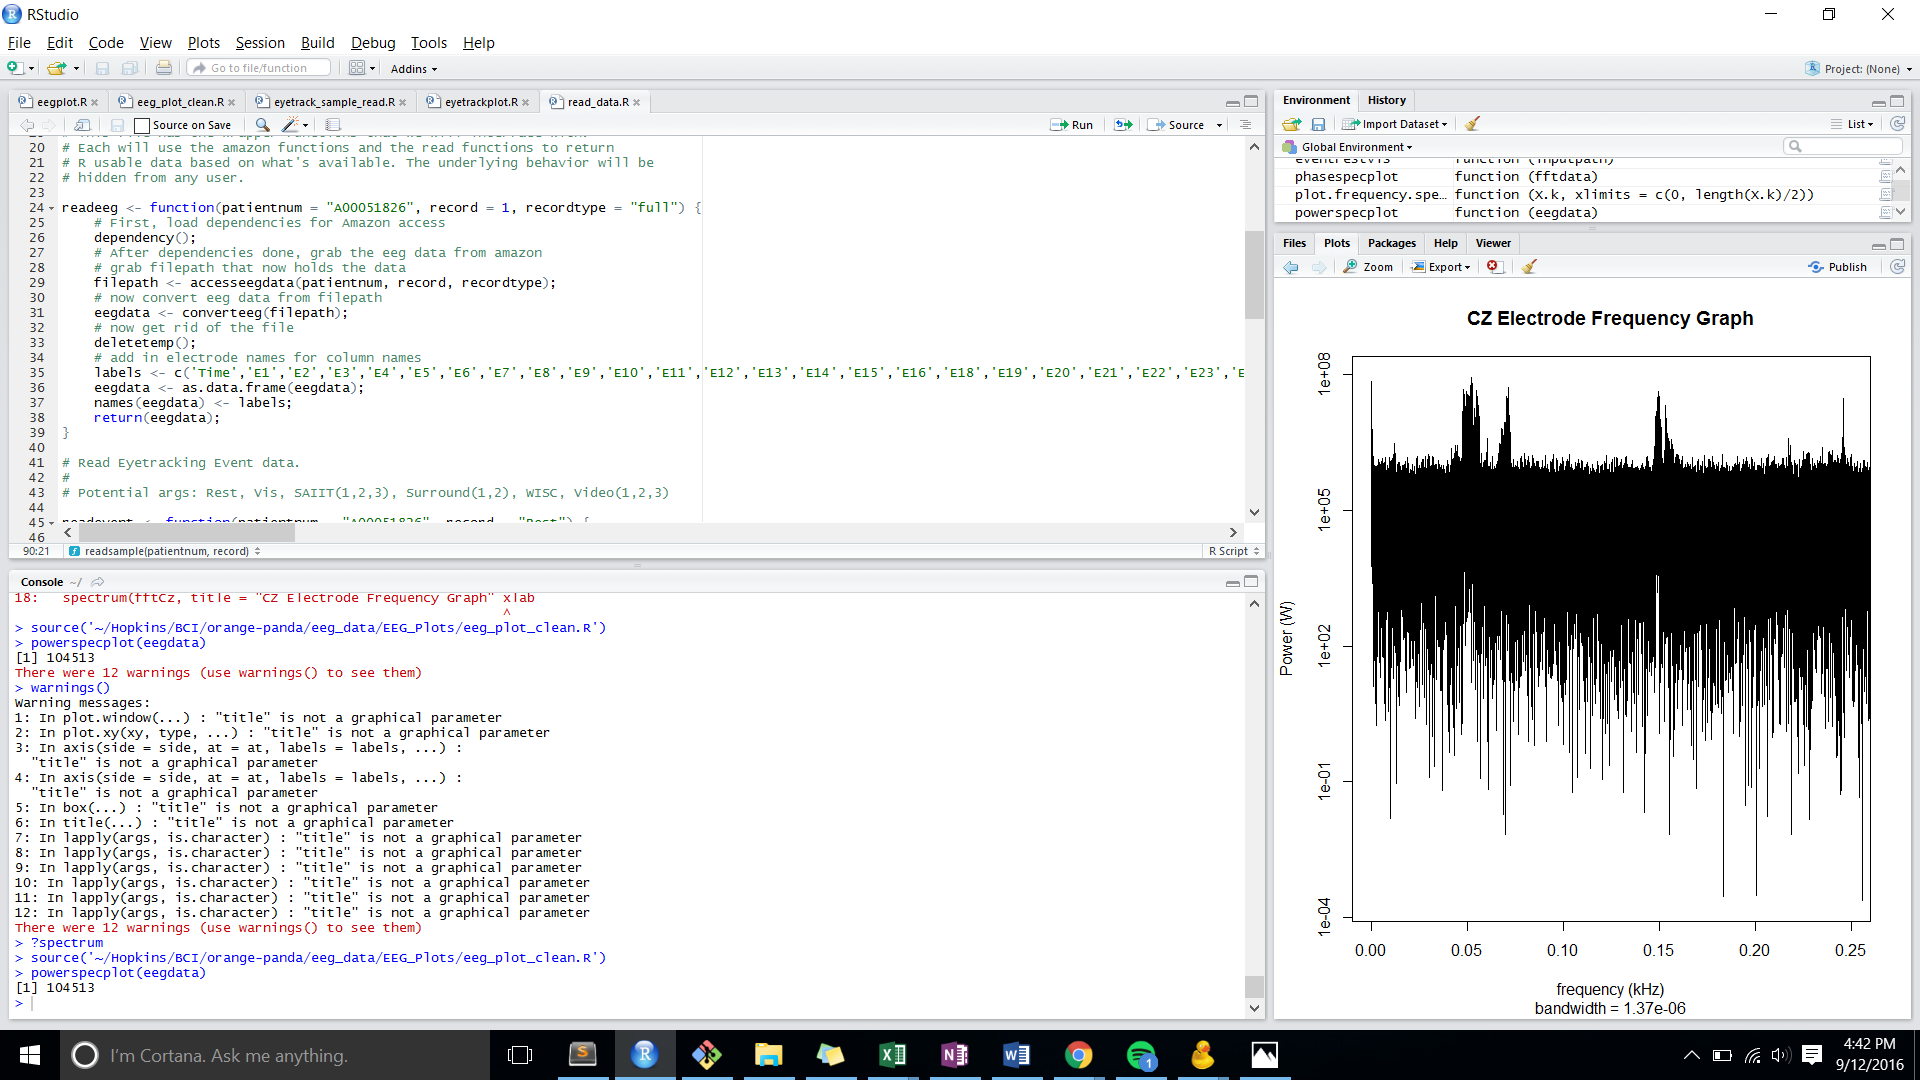 RStudio
File Edit Code View Plots Session Build Debug Tools Help
Go to file/function Addins Project: (None)
eegplot.R eeg_plot_clean.R eyetrack_sample_read.R eyetrackplot.R read_data.R
Source on Save Run Source
20 # Each will use the amazon functions and the read functions to return
21 # R usable data based on what's available. The underlying behavior will be
22 # hidden from any user.
23
24 readeeg <- function(patientnum = "A00051826", record = 1, recordtype = "full") {
25 # First, load dependencies for Amazon access
26 dependency();
27 # After dependencies done, grab the eeg data from amazon
28 # grab filepath that now holds the data
29 filepath <- accesseegdata(patientnum, record, recordtype);
30 # now convert eeg data from filepath
31 eegdata <- converteeg(filepath);
32 # now get rid of the file
33 deletetemp();
34 # add in electrode names for column names
35 labels <- c('Time','E1','E2','E3','E4','E5','E6','E7','E8','E9','E10','E11','E12','E13','E14','E15','E16','E18','E19','E20','E21','E22','E23','E
36 eegdata <- as.data.frame(eegdata);
37 names(eegdata) <- labels;
38 return(eegdata);
39 }
40
41 # Read Eyetracking Event data.
42 #
43 # Potential args: Rest, Vis, SAIIT(1,2,3), Surround(1,2), WISC, Video(1,2,3)
44
45
46
90:21 readsample(patientnum, record) R Script
Console ~/
18: spectrum(fftCz, title = "CZ Electrode Frequency Graph" xlab
^
> source('~/Hopkins/BCI/orange-panda/eeg_data/EEG_Plots/eeg_plot_clean.R')
> powerspecplot(eegdata)
[1] 104513
There were 12 warnings (use warnings() to see them)
> warnings()
Warning messages:
1: In plot.window(...) : "title" is not a graphical parameter
2: In plot.xy(xy, type, ...) : "title" is not a graphical parameter
3: In axis(side = side, at = at, labels = labels, ...) :
"title" is not a graphical parameter
4: In axis(side = side, at = at, labels = labels, ...) :
"title" is not a graphical parameter
5: In box(...) : "title" is not a graphical parameter
6: In title(...) : "title" is not a graphical parameter
7: In lapply(args, is.character) : "title" is not a graphical parameter
8: In lapply(args, is.character) : "title" is not a graphical parameter
9: In lapply(args, is.character) : "title" is not a graphical parameter
10: In lapply(args, is.character) : "title" is not a graphical parameter
11: In lapply(args, is.character) : "title" is not a graphical parameter
12: In lapply(args, is.character) : "title" is not a graphical parameter
There were 12 warnings (use warnings() to see them)
> ?spectrum
> source('~/Hopkins/BCI/orange-panda/eeg_data/EEG_Plots/eeg_plot_clean.R')
> powerspecplot(eegdata)
[1] 104513
>
Environment History
Import Dataset List
Global Environment
eventrestvis function (inputpath)
phasespecplot function (fftdata)
plot.frequency.spe... function (X.k, xlimits = c(0, length(X.k)/2))
powerspecplot function (eegdata)
Files Plots Packages Help Viewer
Zoom Export Publish
CZ Electrode Frequency Graph
Power (W)
1e+08
1e+05
1e+02
1e-01
1e-04
0.00 0.05 0.10 0.15 0.20 0.25
frequency (kHz)
bandwidth = 1.37e-06
I'm Cortana. Ask me anything.
1
4:42 PM
9/12/2016